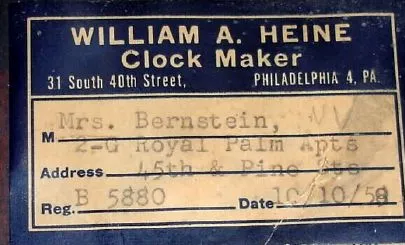 WILLIAM A. HEINE
Clock Maker
31 South 40th Street, PHILADELPHIA 4, PA.
M Mrs. Bernstein,
2-G Royal Palm Apts
Address 45th & Pine Sts
Reg. B 5880 Date 10/10/58